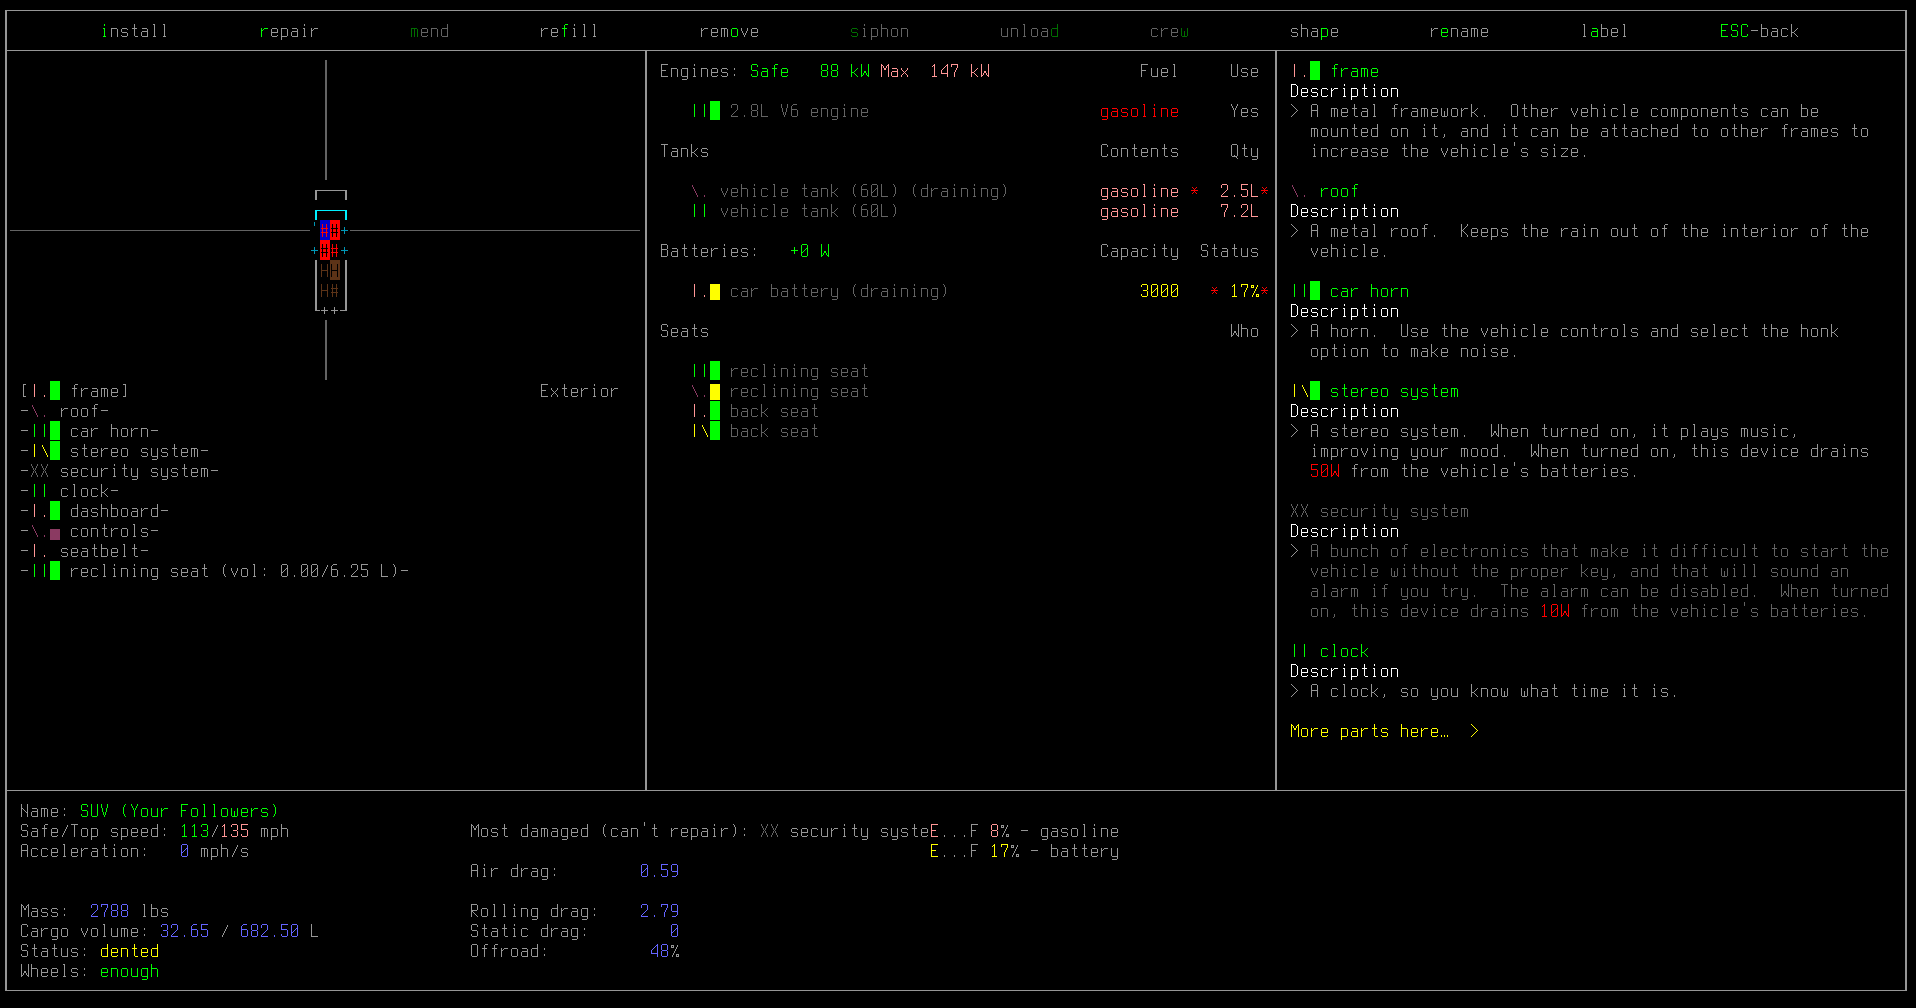 install repair mend refill remove siphon unload crew shape rename label ESC-back
[|. frame] Exterior
-\. roof-
-|| car horn-
-|\ stereo system-
-XX security system-
-|| clock-
-|. dashboard-
-\. controls-
-|. seatbelt-
-|| reclining seat (vol: 0.00/6.25 L)-
Engines: Safe 88 kW Max 147 kW Fuel Use
|| 2.8L V6 engine gasoline Yes
Tanks Contents Qty
\. vehicle tank (60L) (draining) gasoline * 2.5L*
|| vehicle tank (60L) gasoline 7.2L
Batteries: +0 W Capacity Status
|. car battery (draining) 3000 * 17%*
Seats Who
|| reclining seat
\. reclining seat
|. back seat
|\ back seat
|. frame
Description
> A metal framework. Other vehicle components can be
mounted on it, and it can be attached to other frames to
increase the vehicle's size.
\. roof
Description
> A metal roof. Keeps the rain out of the interior of the
vehicle.
|| car horn
Description
> A horn. Use the vehicle controls and select the honk
option to make noise.
|\ stereo system
Description
> A stereo system. When turned on, it plays music,
improving your mood. When turned on, this device drains
50W from the vehicle's batteries.
XX security system
Description
> A bunch of electronics that make it difficult to start the
vehicle without the proper key, and that will sound an
alarm if you try. The alarm can be disabled. When turned
on, this device drains 10W from the vehicle's batteries.
|| clock
Description
> A clock, so you know what time it is.
More parts here… >
Name: SUV (Your Followers)
Safe/Top speed: 113/135 mph Most damaged (can't repair): XX security systeE...F 8% - gasoline
Acceleration: 0 mph/s E...F 17% - battery
Air drag: 0.59
Mass: 2788 lbs Rolling drag: 2.79
Cargo volume: 32.65 / 682.50 L Static drag: 0
Status: dented Offroad: 48%
Wheels: enough